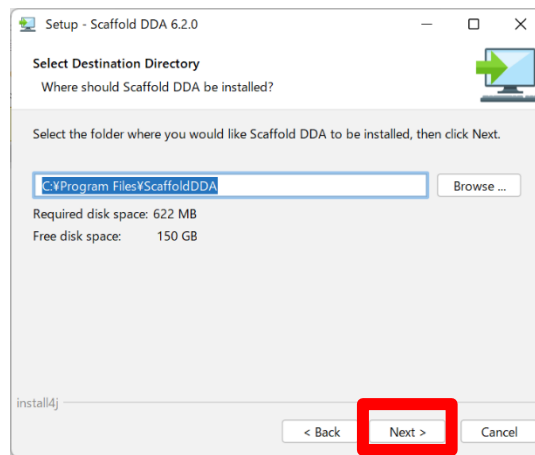 Setup - Scaffold DDA 6.2.0
Select Destination Directory
Where should Scaffold DDA be installed?
Select the folder where you would like Scaffold DDA to be installed, then click Next.
C:¥Program Files¥ScaffoldDDA
Browse ...
Required disk space: 622 MB
Free disk space: 150 GB
install4j
< Back Next > Cancel